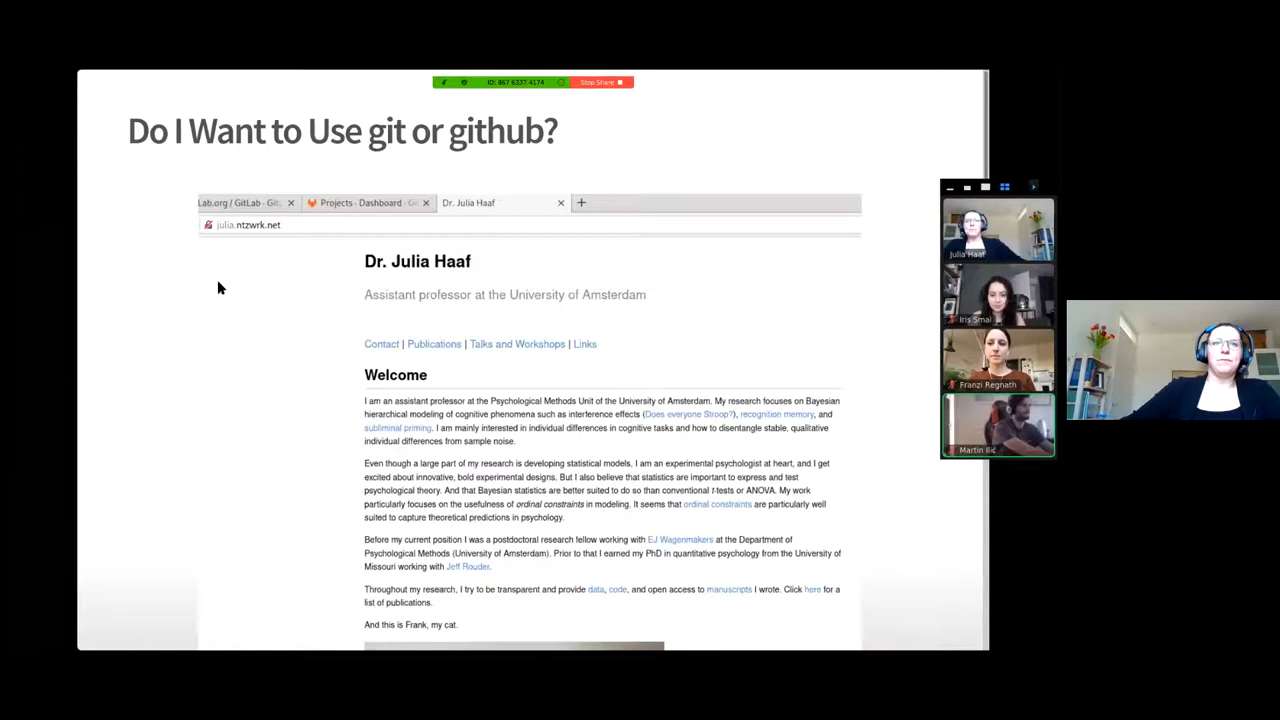 ID: 867 6337 4174
Stop Share
Do I Want to Use git or github?
Lab.org / GitLab · Git
Projects · Dashboard · Gi
Dr. Julia Haaf
julia.ntzwrk.net
Dr. Julia Haaf
Assistant professor at the University of Amsterdam
Contact | Publications | Talks and Workshops | Links
Welcome
I am an assistant professor at the Psychological Methods Unit of the University of Amsterdam. My research focuses on Bayesian
hierarchical modeling of cognitive phenomena such as interference effects (Does everyone Stroop?), recognition memory, and
subliminal priming. I am mainly interested in individual differences in cognitive tasks and how to disentangle stable, qualitative
individual differences from sample noise.
Even though a large part of my research is developing statistical models, I am an experimental psychologist at heart, and I get
excited about innovative, bold experimental designs. But I also believe that statistics are important to express and test
psychological theory. And that Bayesian statistics are better suited to do so than conventional t-tests or ANOVA. My work
particularly focuses on the usefulness of ordinal constraints in modeling. It seems that ordinal constraints are particularly well
suited to capture theoretical predictions in psychology.
Before my current position I was a postdoctoral research fellow working with EJ Wagenmakers at the Department of
Psychological Methods (University of Amsterdam). Prior to that I earned my PhD in quantitative psychology from the University of
Missouri working with Jeff Rouder.
Throughout my research, I try to be transparent and provide data, code, and open access to manuscripts I wrote. Click here for a
list of publications.
And this is Frank, my cat.
Julia Haaf
Iris Smal
Franzi Regnath
Martin Ilic